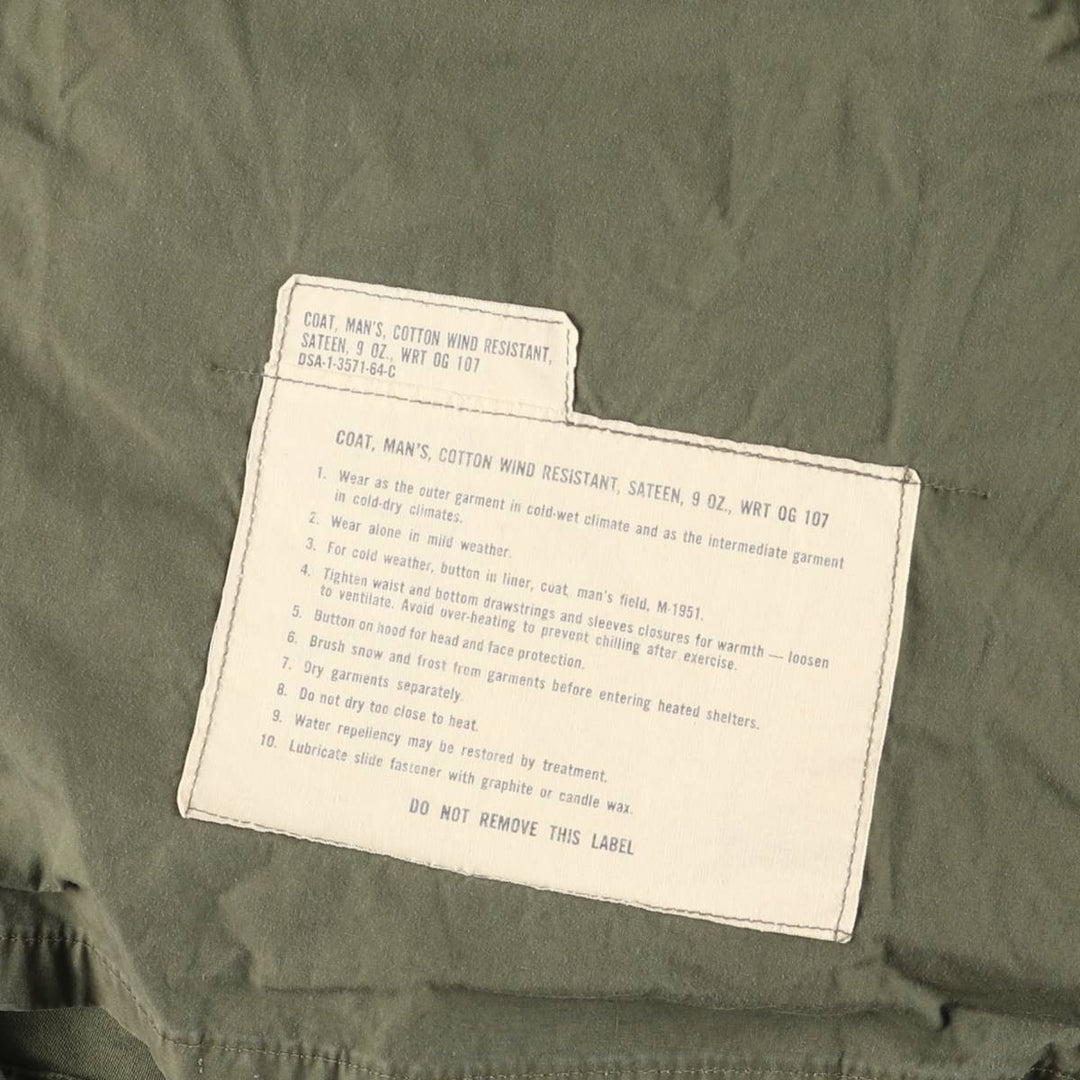 COAT, MAN'S, COTTON WIND RESISTANT,
SATEEN, 9 OZ., WRT OG 107
DSA-1-3571-64-C
COAT, MAN'S, COTTON WIND RESISTANT, SATEEN, 9 OZ., WRT OG 107
1. Wear as the outer garment in cold-wet climate and as the intermediate garment
in cold-dry climates.
2. Wear alone in mild weather.
3. For cold weather, button in liner, coat, man's field, M-1951.
4. Tighten waist and bottom drawstrings and sleeves closures for warmth — loosen
to ventilate. Avoid over-heating to prevent chilling after exercise.
5. Button on hood for head and face protection.
6. Brush snow and frost from garments before entering heated shelters.
7. Dry garments separately.
8. Do not dry too close to heat.
9. Water repellency may be restored by treatment.
10. Lubricate slide fastener with graphite or candle wax.
DO NOT REMOVE THIS LABEL